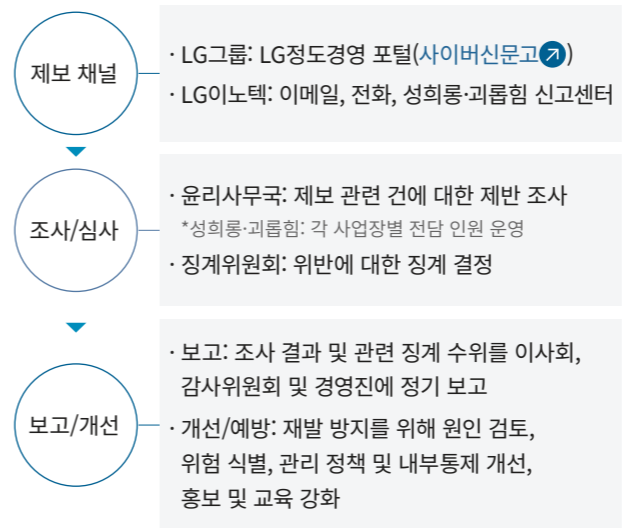 제보 채널
· LG그룹: LG정도경영 포털(사이버신문고)
· LG이노텍: 이메일, 전화, 성희롱·괴롭힘 신고센터
조사/심사
· 윤리사무국: 제보 관련 건에 대한 제반 조사
*성희롱·괴롭힘: 각 사업장별 전담 인원 운영
· 징계위원회: 위반에 대한 징계 결정
보고/개선
· 보고: 조사 결과 및 관련 징계 수위를 이사회,
감사위원회 및 경영진에 정기 보고
· 개선/예방: 재발 방지를 위해 원인 검토,
위험 식별, 관리 정책 및 내부통제 개선,
홍보 및 교육 강화